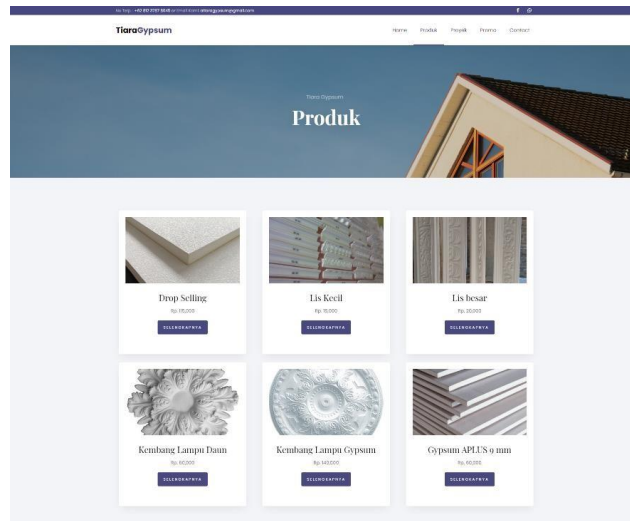 TiaraGypsum
Home Produk Proyek Promo Contact
Tiara Gypsum
Produk
Drop Selling
Rp. 115,000
SELENGKAPNYA
Lis Kecil
Rp. 15,000
SELENGKAPNYA
Lis besar
Rp. 20,000
SELENGKAPNYA
Kembang Lampu Daun
Rp. 60,000
SELENGKAPNYA
Kembang Lampu Gypsum
Rp. 140,000
SELENGKAPNYA
Gypsum APLUS 9 mm
Rp. 60,000
SELENGKAPNYA